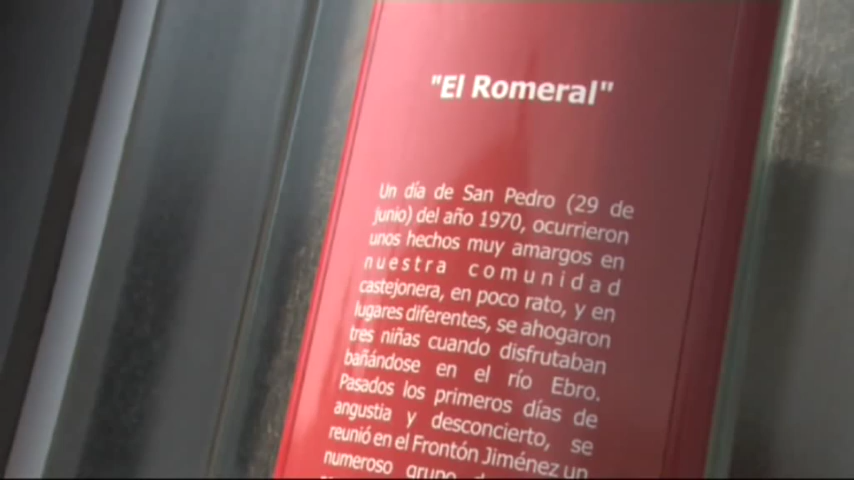 "El Romeral"
Un día de San Pedro (29 de
junio) del año 1970, ocurrieron
unos hechos muy amargos en
nuestra comunidad
castejonera, en poco rato, y en
lugares diferentes, se ahogaron
tres niñas cuando disfrutaban
bañándose en el río Ebro.
Pasados los primeros días de
angustia y desconcierto, se
reunió en el Frontón Jiménez un
numeroso grupo